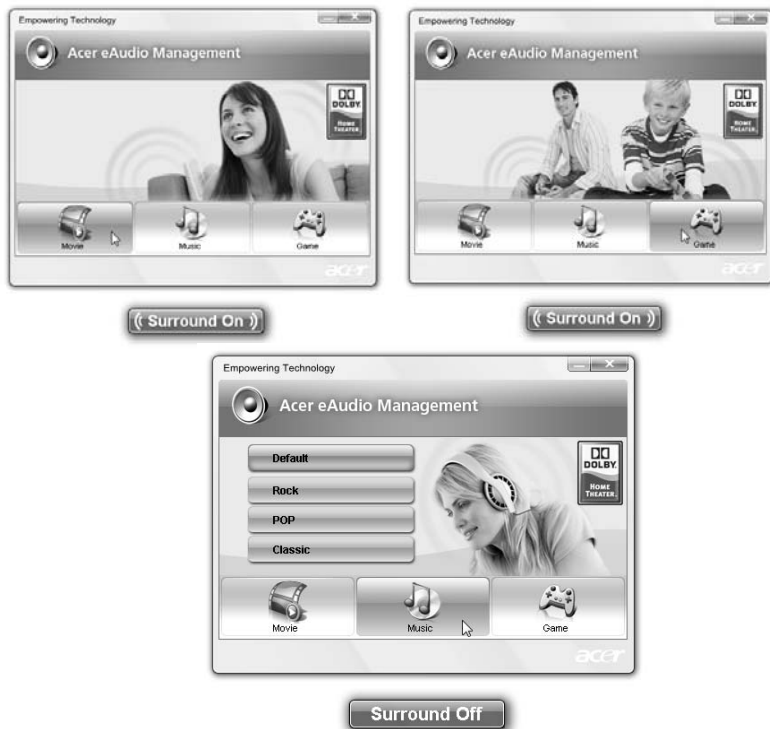 Empowering Technology
Acer eAudio Management
DOLBY
HOME
THEATER
Movie
Music
Game
acer
(( Surround On ))
Empowering Technology
Acer eAudio Management
DOLBY
HOME
THEATER
Movie
Music
Game
acer
(( Surround On ))
Empowering Technology
Acer eAudio Management
Default
Rock
POP
Classic
DOLBY
HOME
THEATER
Movie
Music
Game
acer
Surround Off